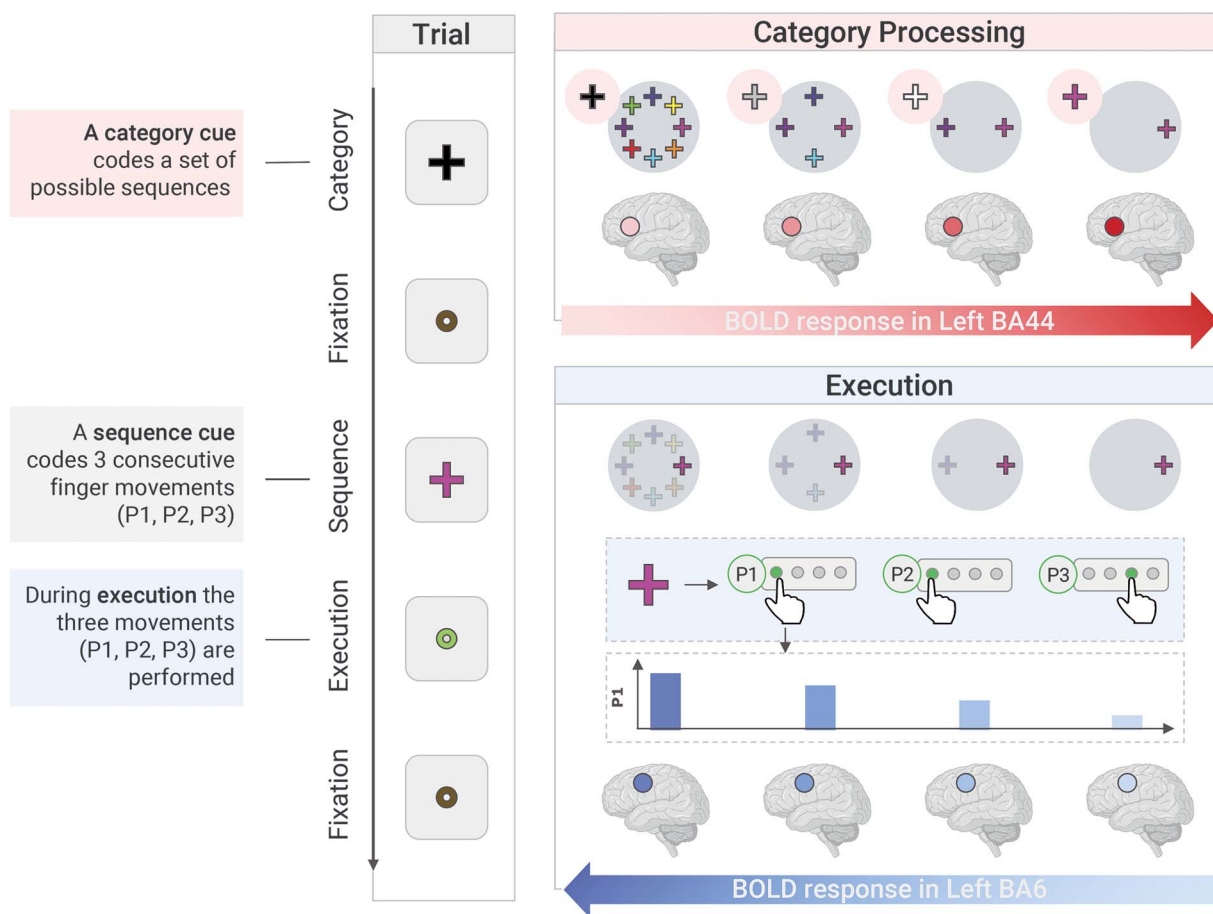 Trial
Category
Fixation
Sequence
Execution
Fixation
A category cue
codes a set of
possible sequences
A sequence cue
codes 3 consecutive
finger movements
(P1, P2, P3)
During execution the
three movements
(P1, P2, P3) are
performed
Category Processing
BOLD response in Left BA44
Execution
P1
P2
P3
P1
BOLD response in Left BA6